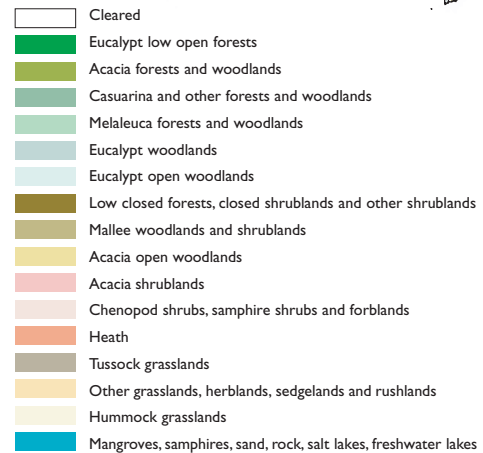 Cleared
Eucalypt low open forests
Acacia forests and woodlands
Casuarina and other forests and woodlands
Melaleuca forests and woodlands
Eucalypt woodlands
Eucalypt open woodlands
Low closed forests, closed shrublands and other shrublands
Mallee woodlands and shrublands
Acacia open woodlands
Acacia shrublands
Chenopod shrubs, samphire shrubs and forblands
Heath
Tussock grasslands
Other grasslands, herblands, sedgelands and rushlands
Hummock grasslands
Mangroves, samphires, sand, rock, salt lakes, freshwater lakes